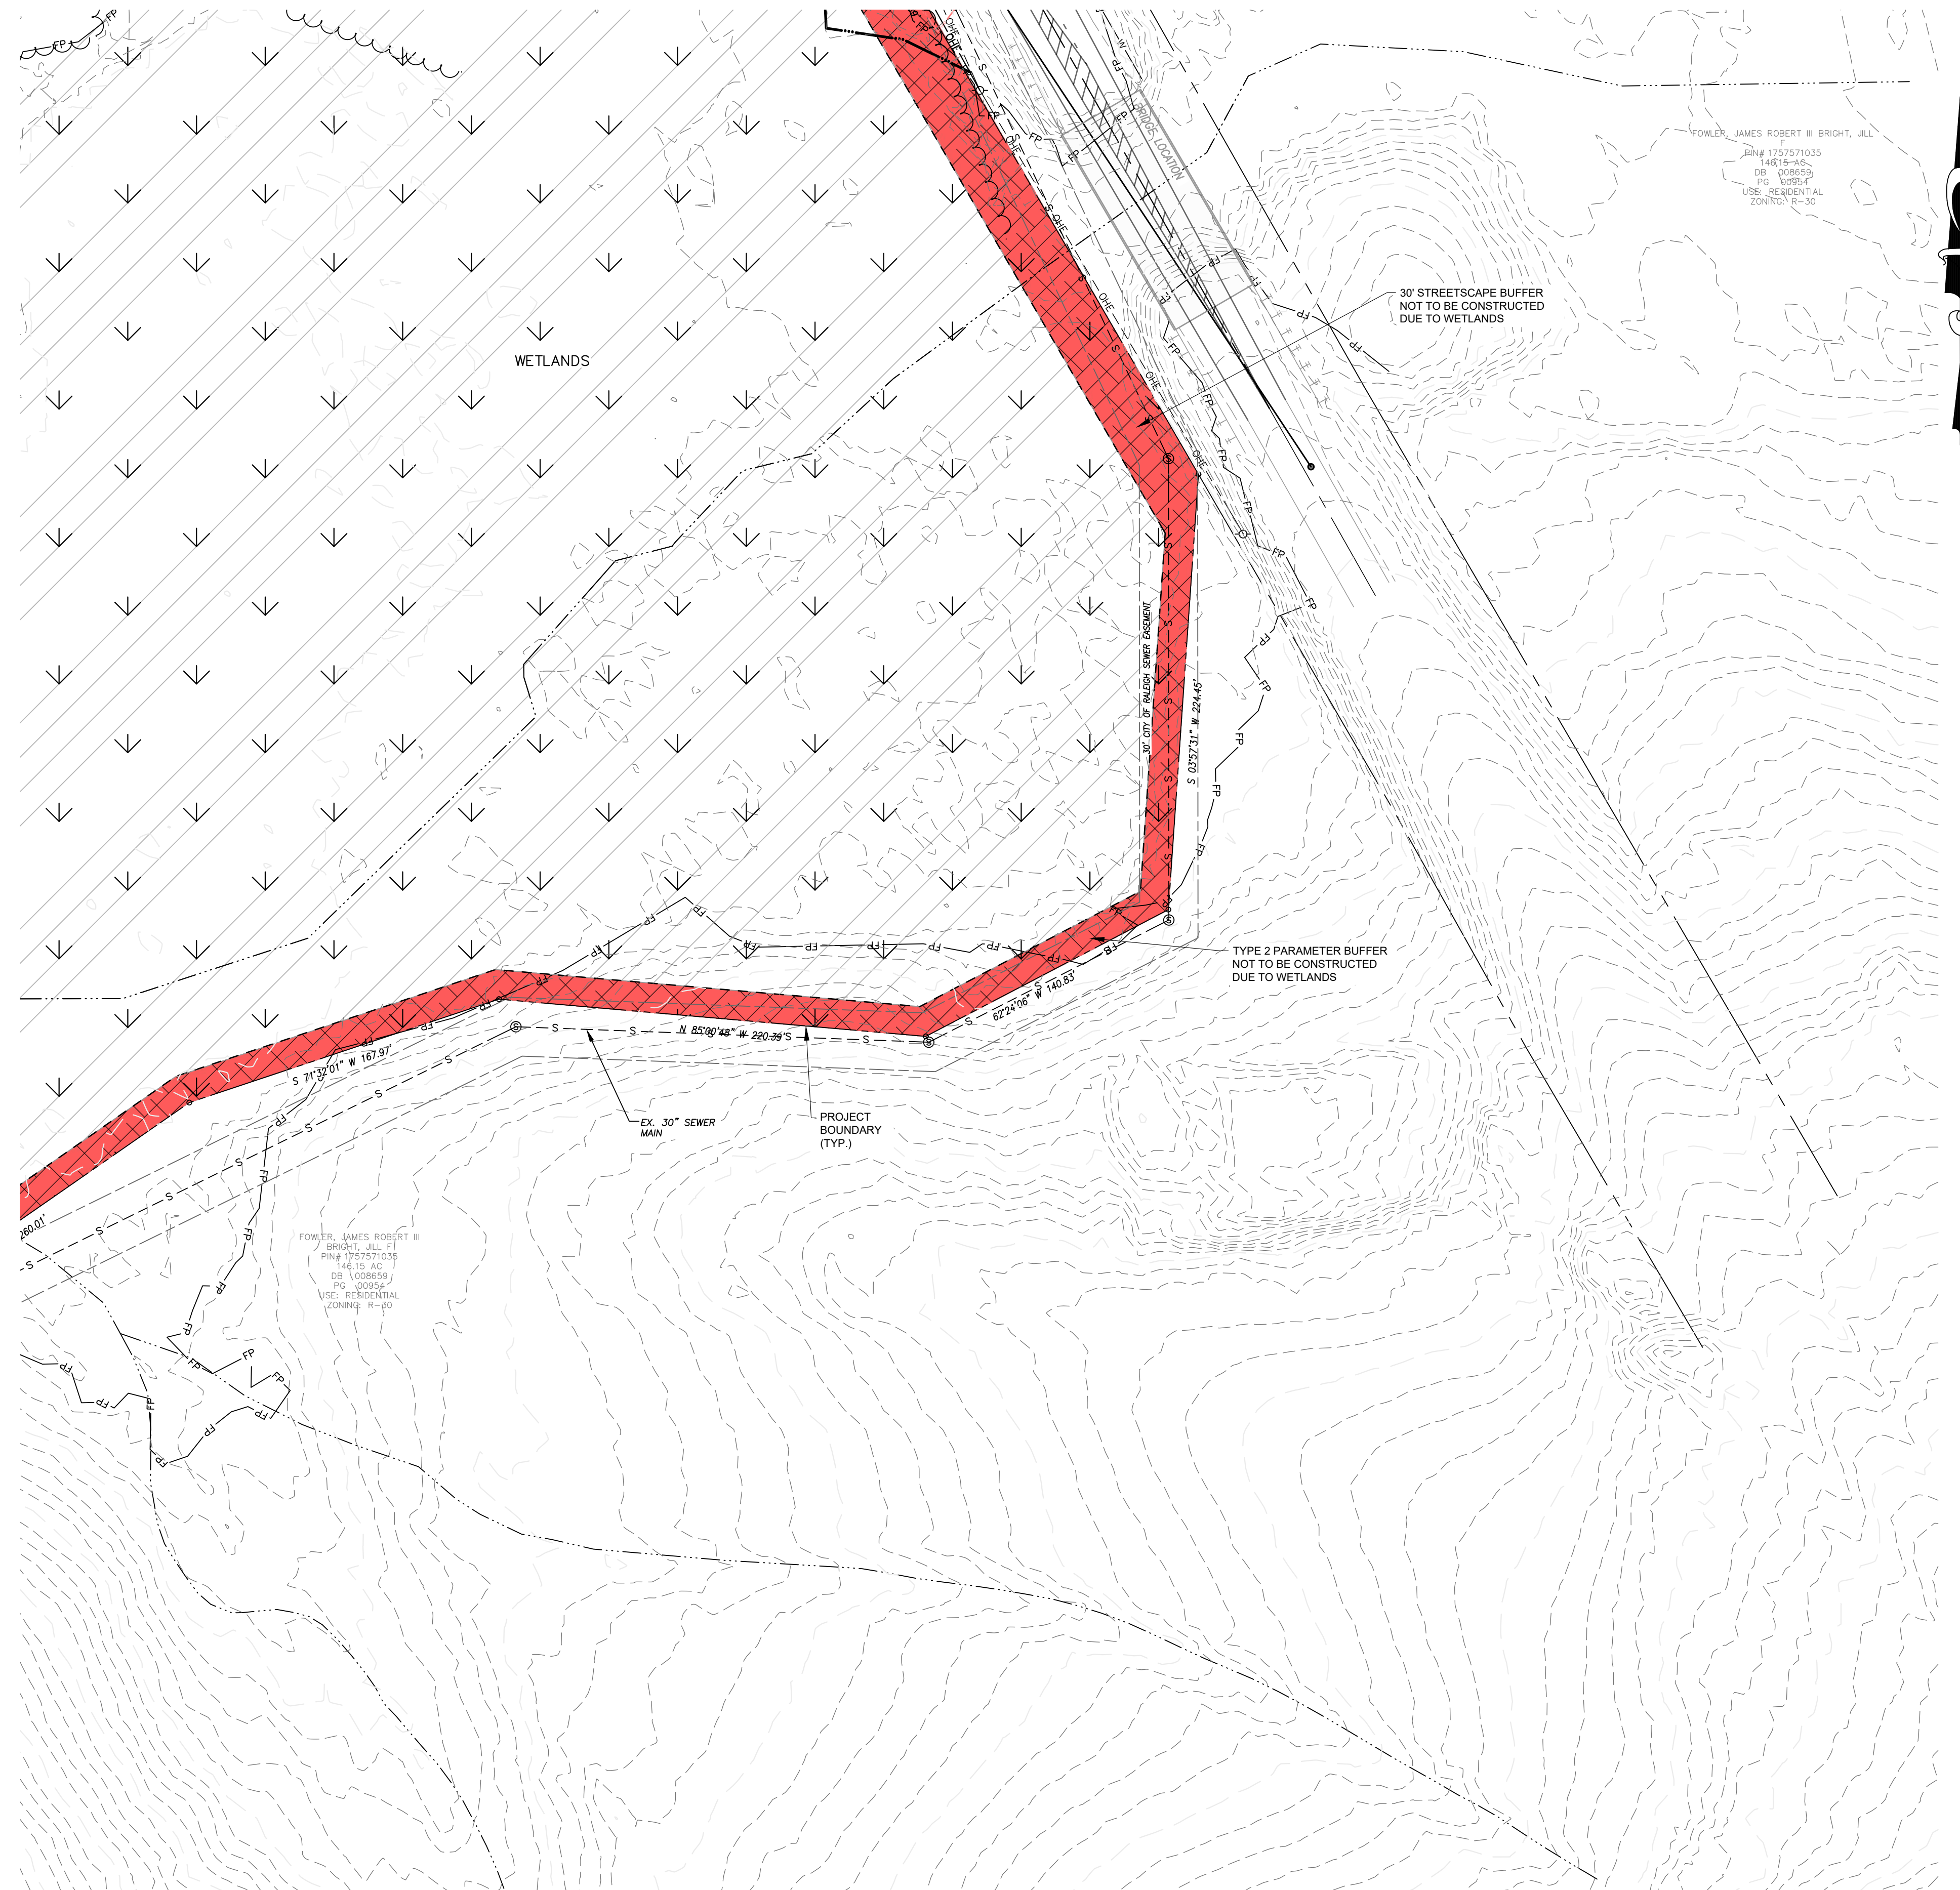 BRIDGE LOCATION
FOWLER, JAMES ROBERT III BRIGHT, JILL
F
PIN# 1757571035
146.15 AC
DB 008659
PG 00954
USE: RESIDENTIAL
ZONING: R-30
30' STREETSCAPE BUFFER
NOT TO BE CONSTRUCTED
DUE TO WETLANDS
WETLANDS
30' CITY OF RALEIGH SEWER EASEMENT
S 03°57'31" W 224.45'
TYPE 2 PARAMETER BUFFER
NOT TO BE CONSTRUCTED
DUE TO WETLANDS
62°24'06" W 140.83'
N 85°00'48" W 220.39'
S 71°32'01" W 167.97'
EX. 30" SEWER
MAIN
PROJECT
BOUNDARY
(TYP.)
260.01'
FOWLER, JAMES ROBERT III
BRIGHT, JILL F
PIN# 1757571035
146.15 AC
DB 008659
PG 00954
USE: RESIDENTIAL
ZONING: R-30
FP
OHE
S
W